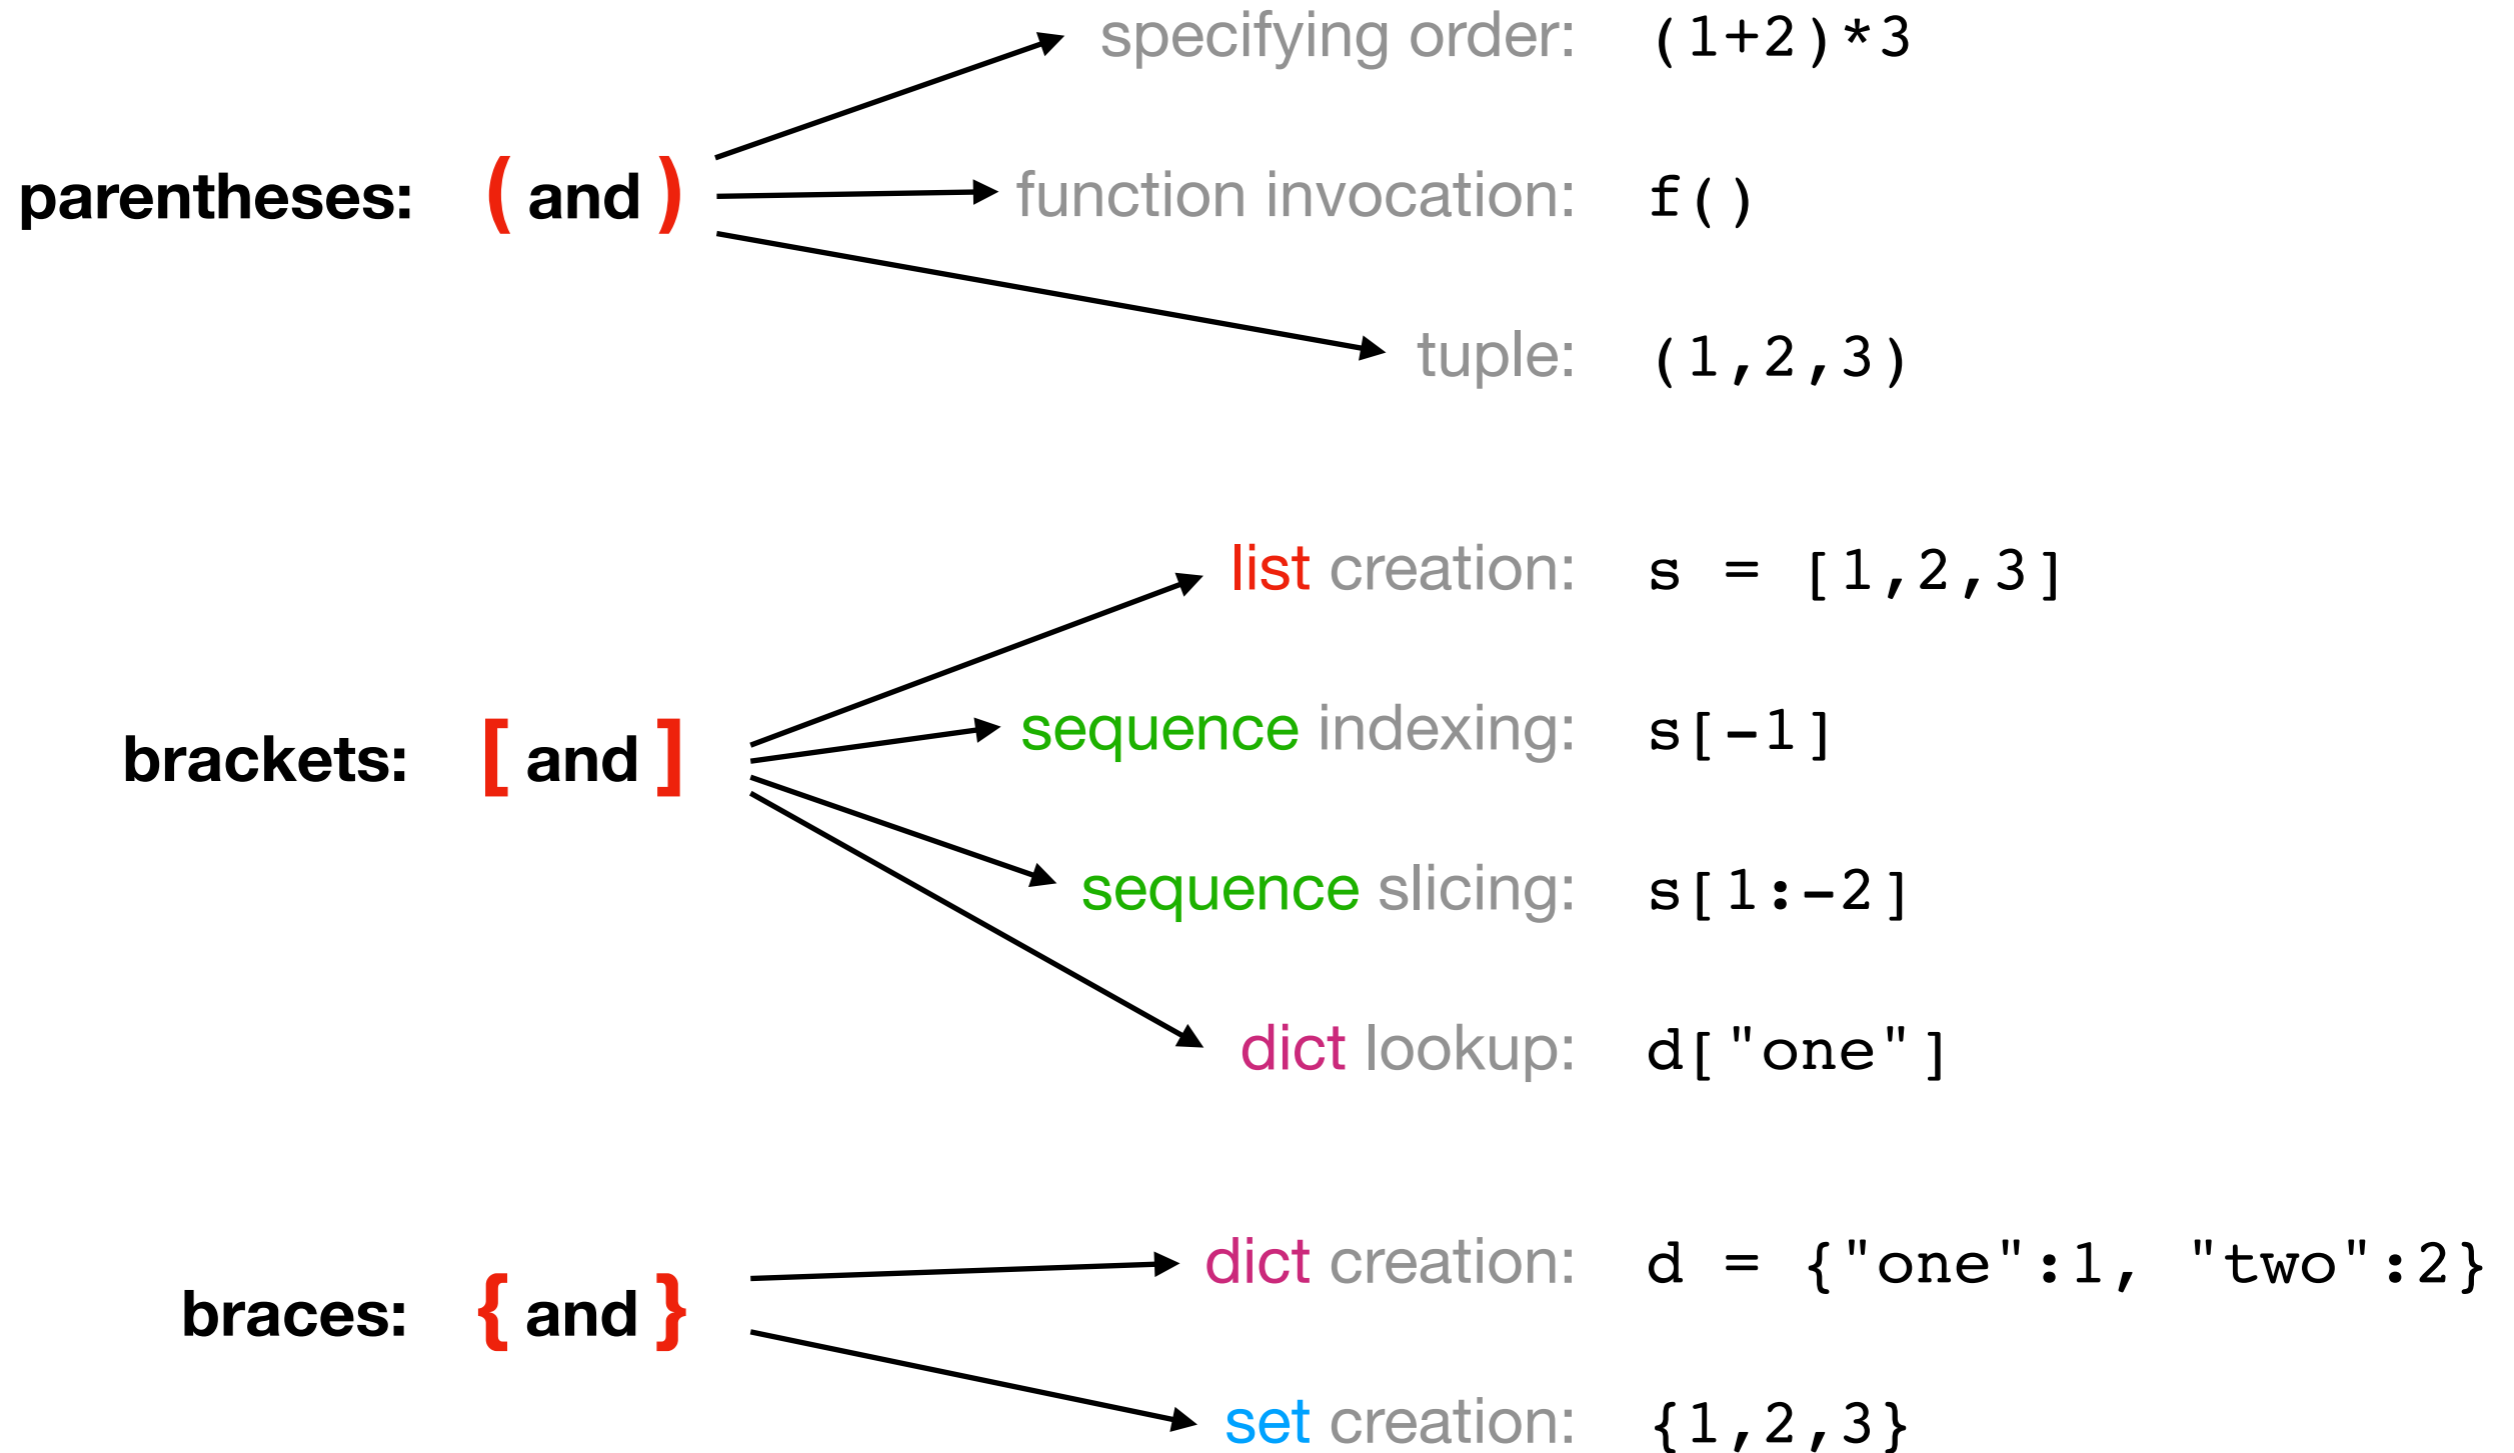 specifying order: (1+2)*3
parentheses: ( and )
function invocation: f()
tuple: (1,2,3)
list creation: s = [1,2,3]
sequence indexing: s[-1]
brackets: [ and ]
sequence slicing: s[1:-2]
dict lookup: d["one"]
dict creation: d = {"one":1, "two":2}
braces: { and }
set creation: {1,2,3}